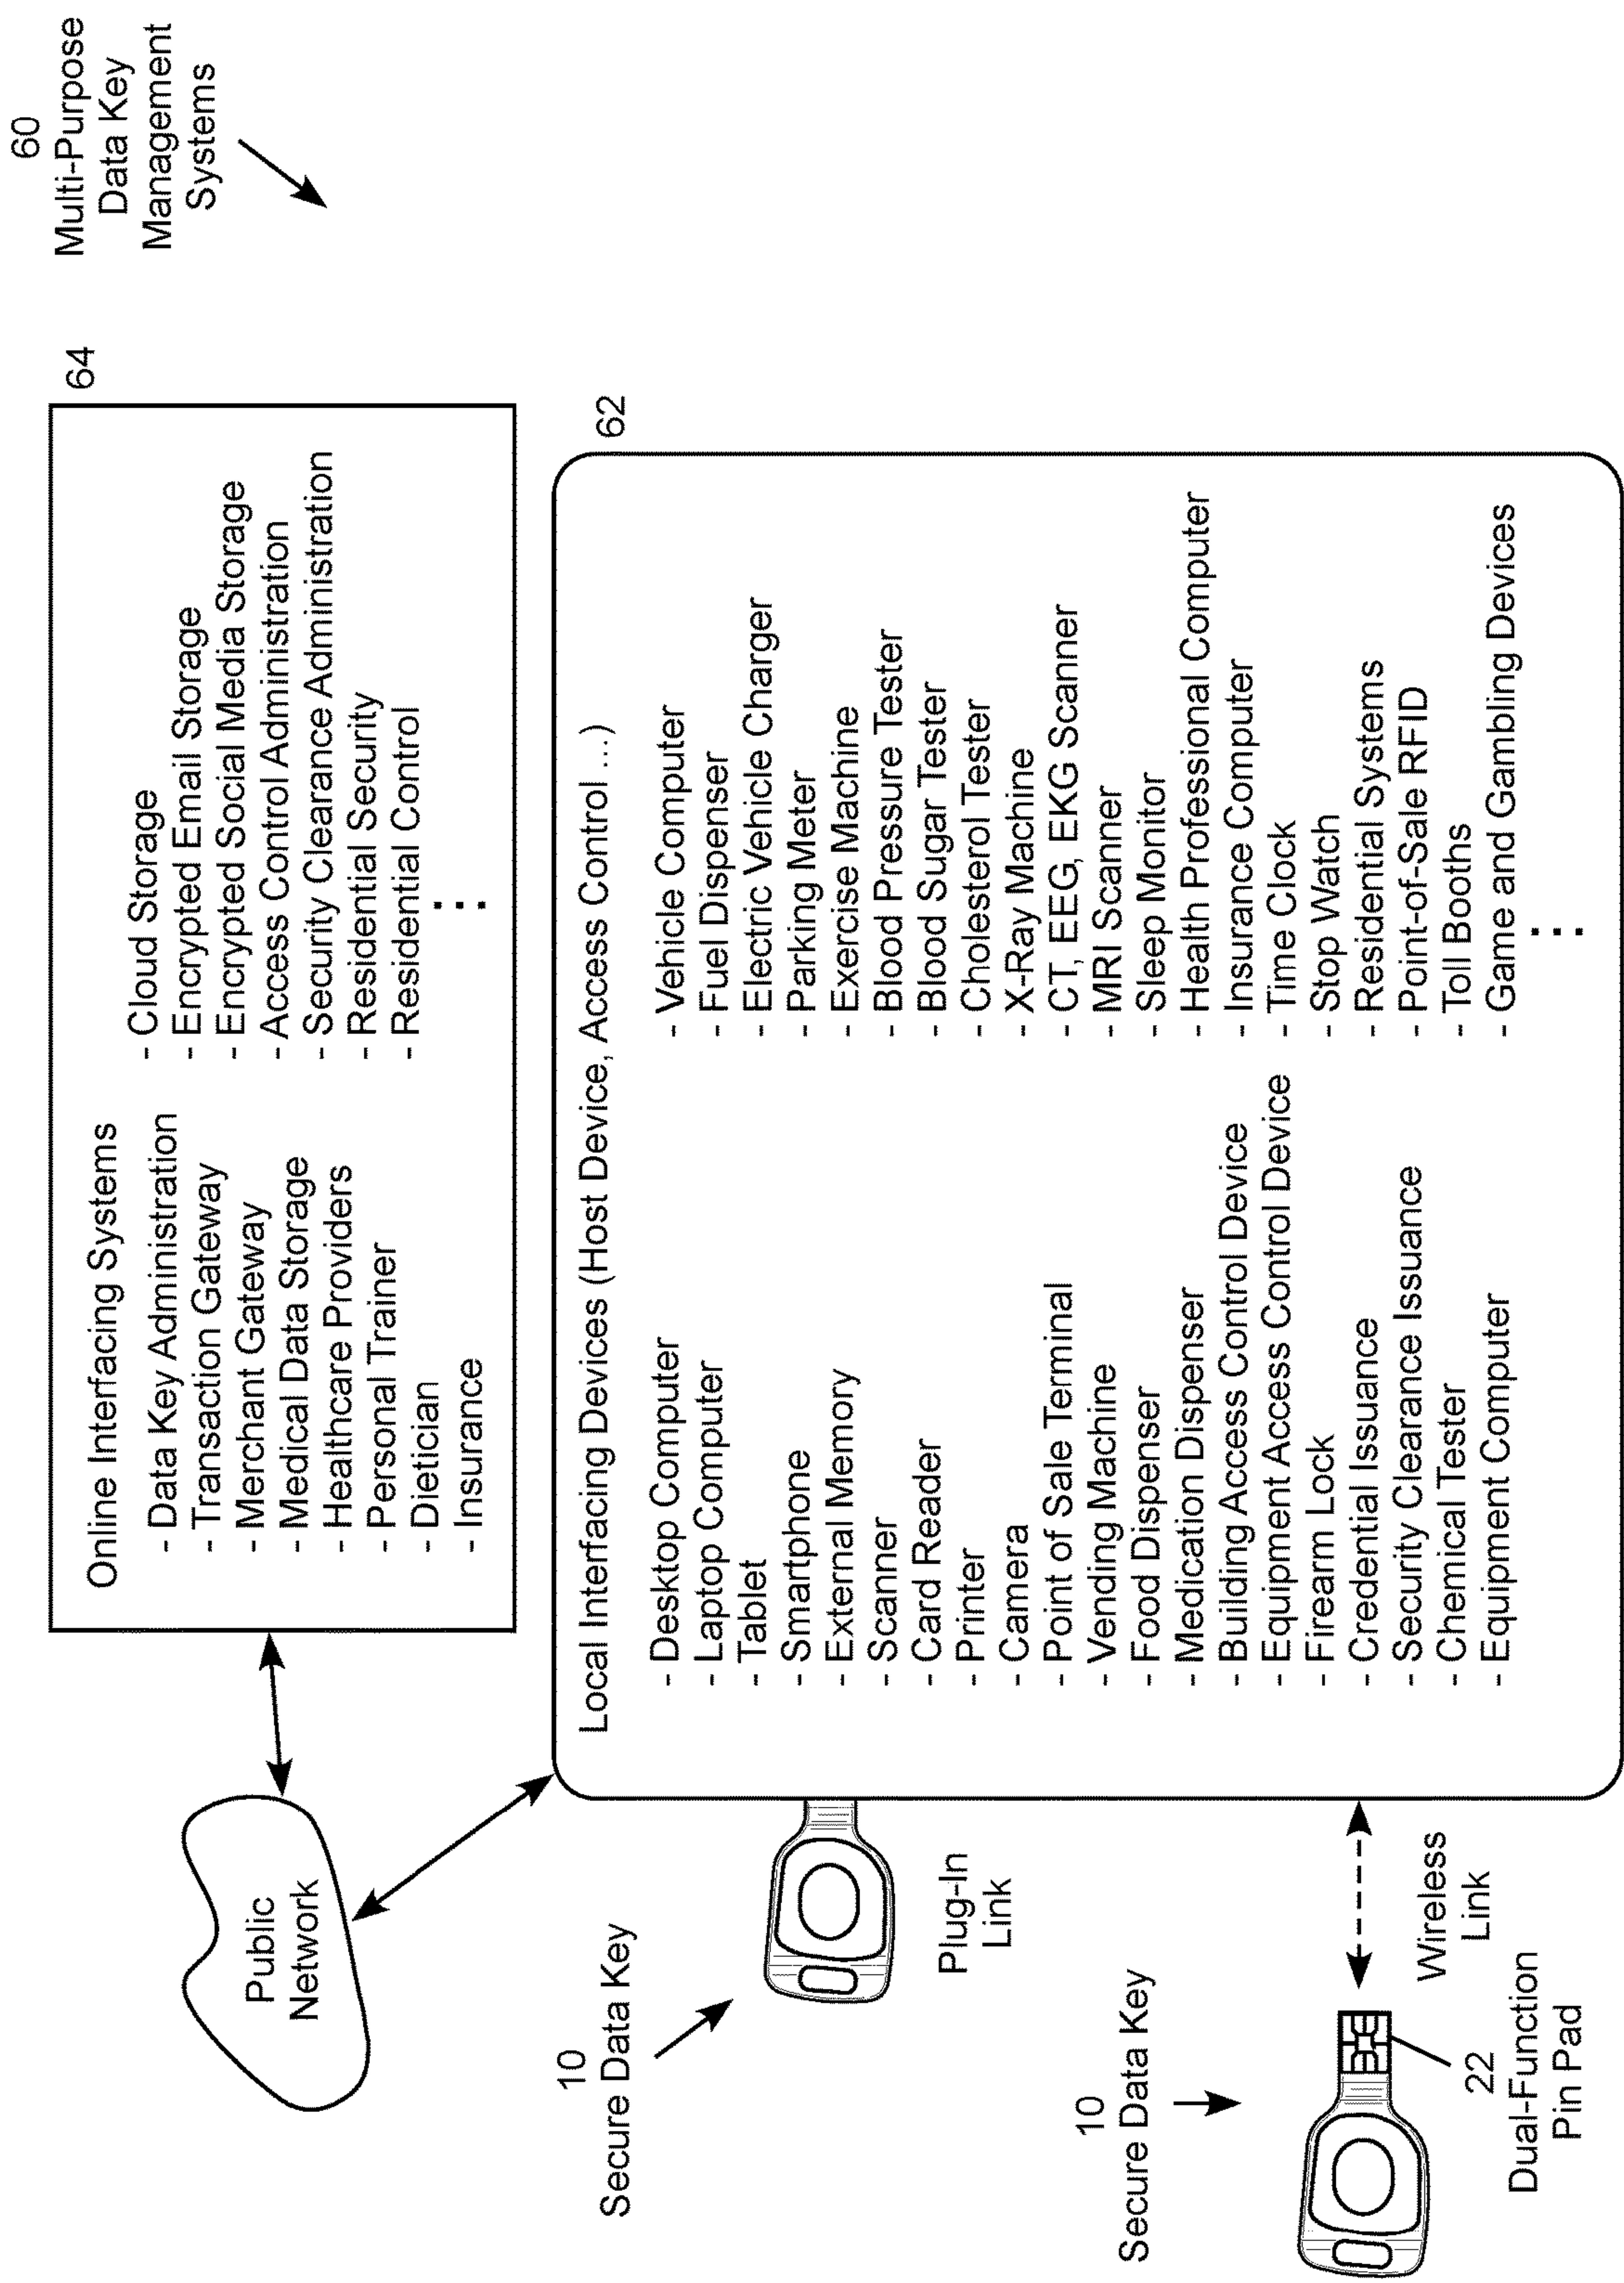 60
Multi-Purpose
Data Key
Management
Systems
64
Online Interfacing Systems
- Data Key Administration
- Transaction Gateway
- Merchant Gateway
- Medical Data Storage
- Healthcare Providers
- Personal Trainer
- Dietician
- Insurance
- Cloud Storage
- Encrypted Email Storage
- Encrypted Social Media Storage
- Access Control Administration
- Security Clearance Administration
- Residential Security
- Residential Control
...
Public
Network
62
Local Interfacing Devices (Host Device, Access Control ...)
- Desktop Computer
- Laptop Computer
- Tablet
- Smartphone
- External Memory
- Scanner
- Card Reader
- Printer
- Camera
- Point of Sale Terminal
- Vending Machine
- Food Dispenser
- Medication Dispenser
- Building Access Control Device
- Equipment Access Control Device
- Firearm Lock
- Credential Issuance
- Security Clearance Issuance
- Chemical Tester
- Equipment Computer
- Vehicle Computer
- Fuel Dispenser
- Electric Vehicle Charger
- Parking Meter
- Exercise Machine
- Blood Pressure Tester
- Blood Sugar Tester
- Cholesterol Tester
- X-Ray Machine
- CT, EEG, EKG Scanner
- MRI Scanner
- Sleep Monitor
- Health Professional Computer
- Insurance Computer
- Time Clock
- Stop Watch
- Residential Systems
- Point-of-Sale RFID
- Toll Booths
- Game and Gambling Devices
...
10
Secure Data Key
Plug-In
Link
10
Secure Data Key
Wireless
Link
22
Dual-Function
Pin Pad